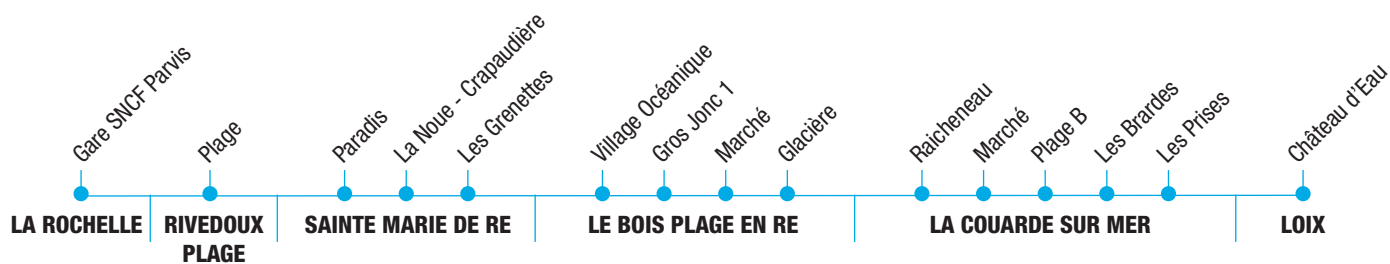 Gare SNCF Parvis
Plage
Paradis
La Noue - Crapaudière
Les Grenettes
Village Océanique
Gros Jonc 1
Marché
Glacière
Raicheneau
Marché
Plage B
Les Brardes
Les Prises
Château d'Eau
LA ROCHELLE
RIVEDOUX
PLAGE
SAINTE MARIE DE RE
LE BOIS PLAGE EN RE
LA COUARDE SUR MER
LOIX